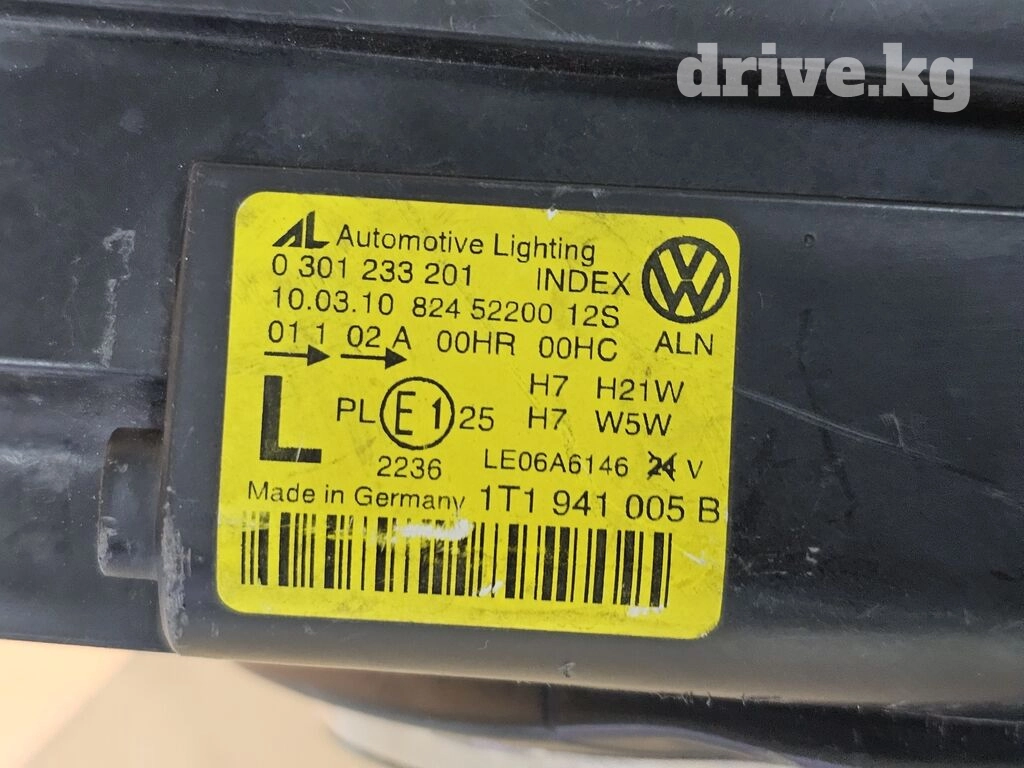 drive.kg
AL Automotive Lighting
0 301 233 201 INDEX
10.03.10 824 52200 12S
01 1 02 A 00HR 00HC ALN
H7 H21W
L PL E1 25 H7 W5W
2236 LE06A6146 24 V
Made in Germany 1T1 941 005 B